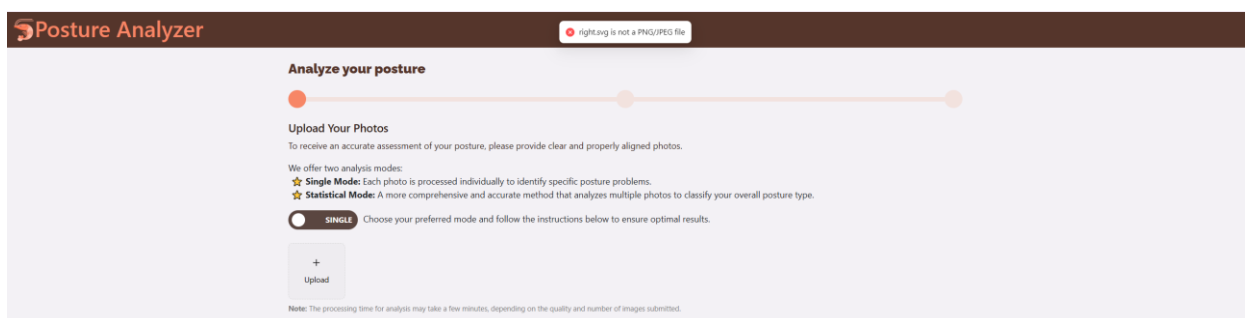 Posture Analyzer
right.svg is not a PNG/JPEG file
Analyze your posture
Upload Your Photos
To receive an accurate assessment of your posture, please provide clear and properly aligned photos.
We offer two analysis modes:
Single Mode: Each photo is processed individually to identify specific posture problems.
Statistical Mode: A more comprehensive and accurate method that analyzes multiple photos to classify your overall posture type.
SINGLE Choose your preferred mode and follow the instructions below to ensure optimal results.
+
Upload
Note: The processing time for analysis may take a few minutes, depending on the quality and number of images submitted.